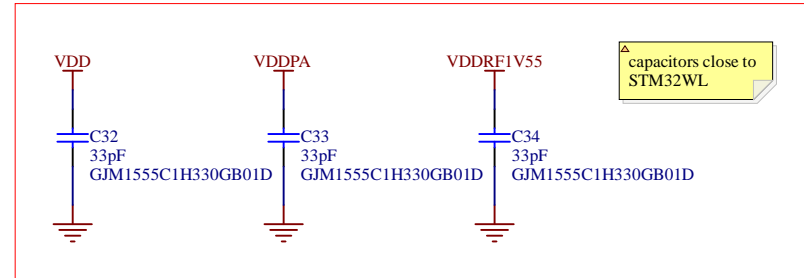 VDD
C32
33pF
GJM1555C1H330GB01D
VDDPA
C33
33pF
GJM1555C1H330GB01D
VDDRF1V55
C34
33pF
GJM1555C1H330GB01D
capacitors close to
STM32WL